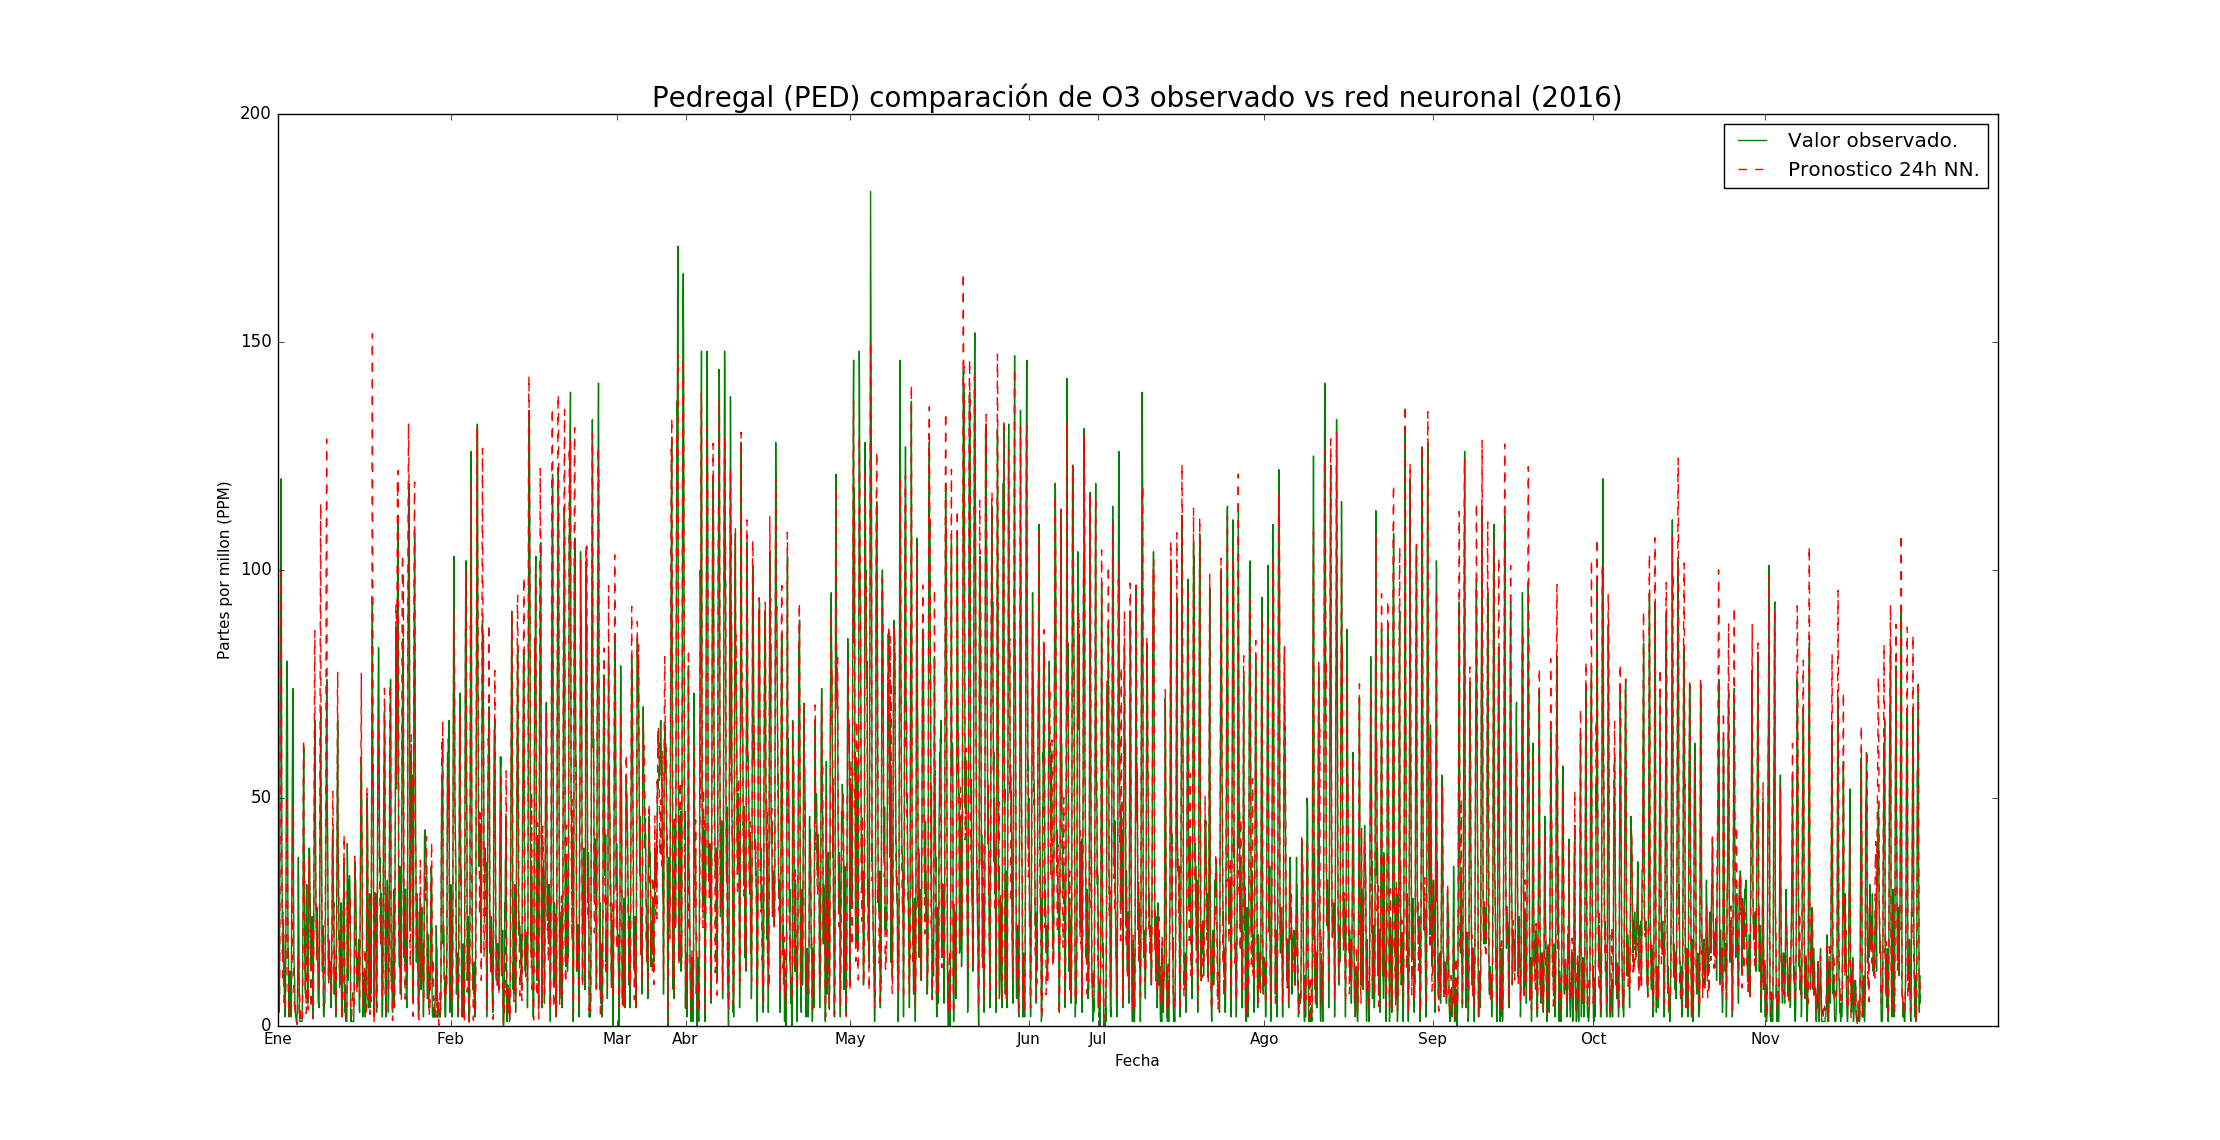 Pedregal (PED) comparación de O3 observado vs red neuronal (2016)
Valor observado.
Pronostico 24h NN.
Partes por millon (PPM)
200
150
100
50
0
Ene Feb Mar Abr May Jun Jul Ago Sep Oct Nov
Fecha